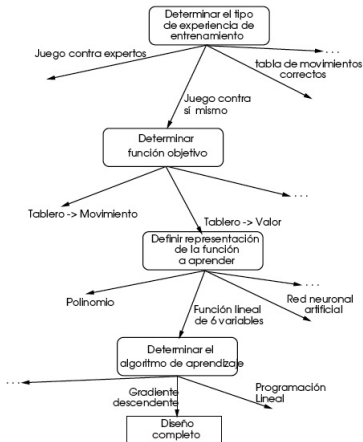 Determinar el tipo
de experiencia de
entrenamiento
Juego contra expertos
...
tabla de movimientos
correctos
Juego contra
sí mismo
Determinar
función objetivo
...
Tablero -> Movimiento
Tablero -> Valor
Definir representación
de la función
a aprender
...
Polinomio
Red neuronal
artificial
Función lineal
de 6 variables
Determinar el
algoritmo de aprendizaje
...
Gradiente
descendente
Programación
Lineal
Diseño
completo